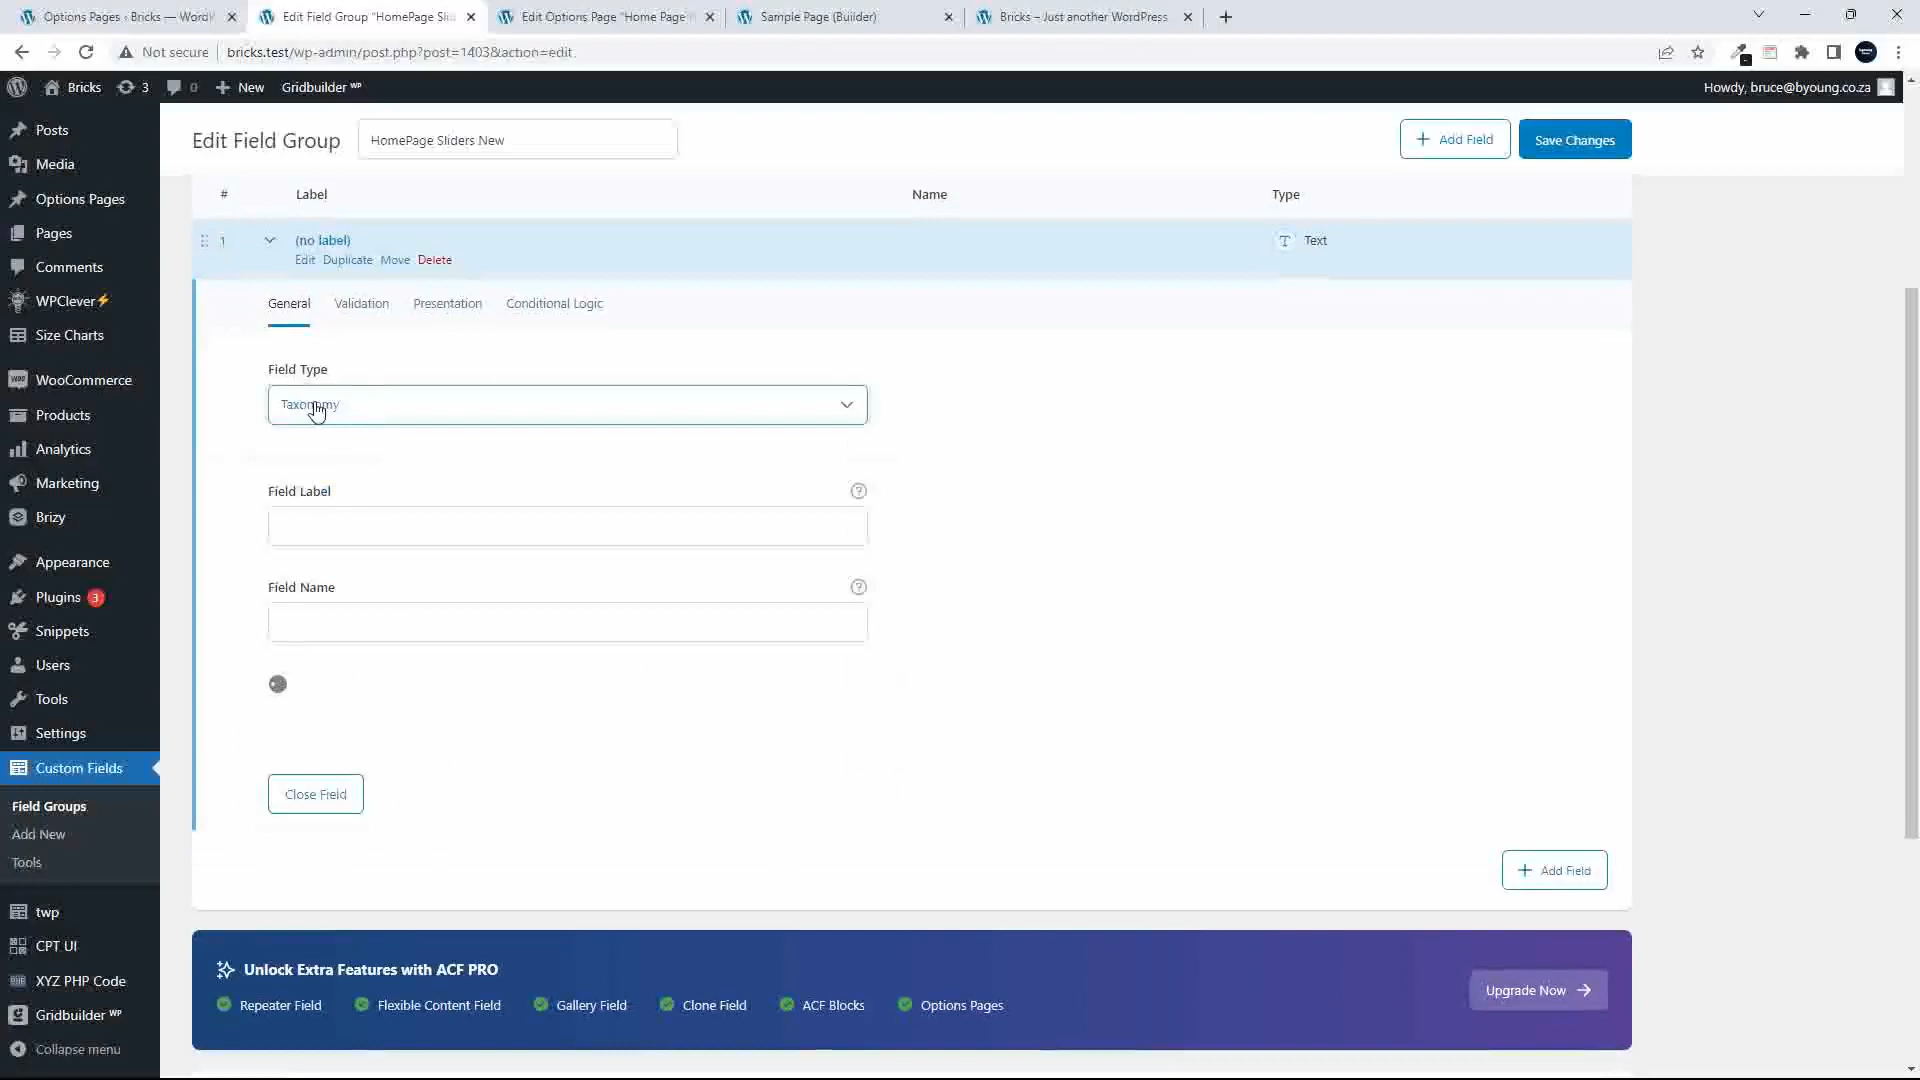 Options Pages ‹ Bricks — Word
Edit Field Group "HomePage Sli
Edit Options Page "Home Page
Sample Page (Builder)
Bricks – Just another WordPress
Not secure
bricks.test/wp-admin/post.php?post=1403&action=edit
Bricks
3
0
New
Gridbuilder WP
Howdy, bruce@byoung.co.za
Posts
Media
Options Pages
Pages
Comments
WPClever
Size Charts
WooCommerce
Products
Analytics
Marketing
Brizy
Appearance
Plugins 3
Snippets
Users
Tools
Settings
Custom Fields
Field Groups
Add New
Tools
twp
CPT UI
XYZ PHP Code
Gridbuilder WP
Collapse menu
Edit Field Group
HomePage Sliders New
Add Field
Save Changes
# Label Name Type
1 (no label) Text
Edit Duplicate Move Delete
General Validation Presentation Conditional Logic
Field Type
Taxonomy
Field Label
Field Name
Close Field
Add Field
Unlock Extra Features with ACF PRO
Repeater Field
Flexible Content Field
Gallery Field
Clone Field
ACF Blocks
Options Pages
Upgrade Now